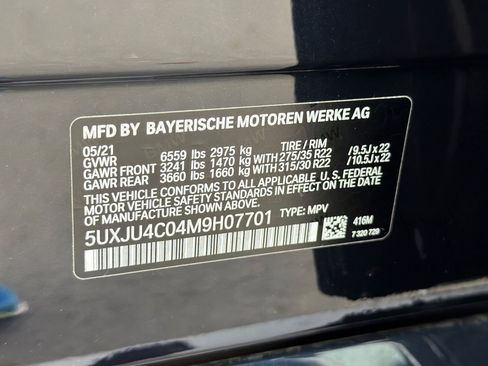 MFD BY BAYERISCHE MOTOREN WERKE AG
05/21 TIRE / RIM
GVWR 6559 lbs 2975 kg
GAWR FRONT 3241 lbs 1470 kg WITH 275/35 R22 /9.5J x 22
GAWR REAR 3660 lbs 1660 kg WITH 315/30 R22 /10.5J x 22
THIS VEHICLE CONFORMS TO ALL APPLICABLE U. S. FEDERAL
MOTOR VEHICLE SAFETY STANDARDS IN EFFECT ON THE
DATE OF MANUFACTURE SHOWN ABOVE.
5UXJU4C04M9H07701 TYPE: MPV
416M
7 320 729